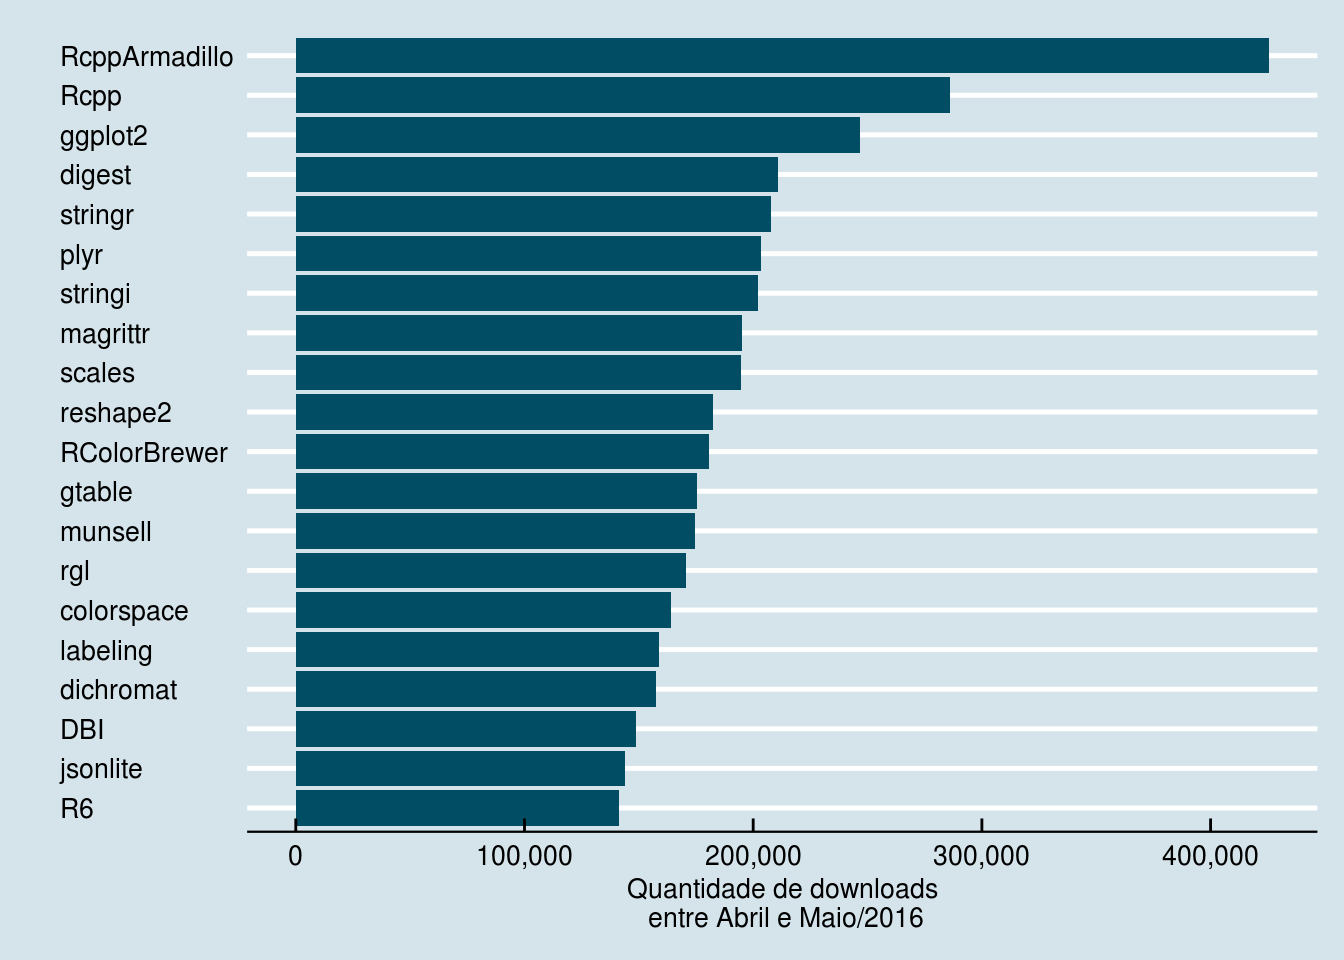 RcppArmadillo
Rcpp
ggplot2
digest
stringr
plyr
stringi
magrittr
scales
reshape2
RColorBrewer
gtable
munsell
rgl
colorspace
labeling
dichromat
DBI
jsonlite
R6
0 100,000 200,000 300,000 400,000
Quantidade de downloads
entre Abril e Maio/2016